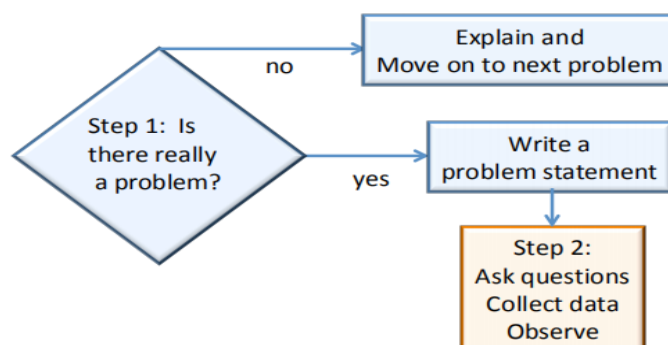 Explain and
Move on to next problem
no
Step 1: Is
there really
a problem?
yes
Write a
problem statement
Step 2:
Ask questions
Collect data
Observe